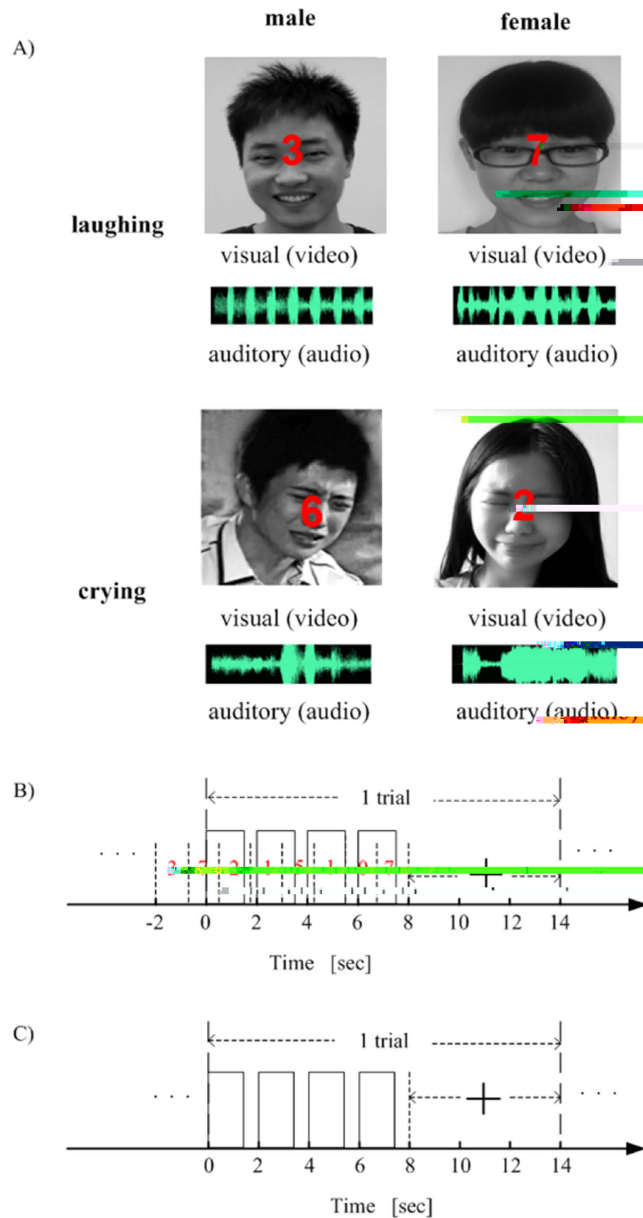 male female
A)
3 7
laughing
visual (video) visual (video)
auditory (audio) auditory (audio)
6 2
crying
visual (video) visual (video)
auditory (audio) auditory (audio)
B)
1 trial
. . . . . .
-2 0 2 4 6 8 10 12 14
Time [sec]
C)
1 trial
. . . . . .
0 2 4 6 8 10 12 14
Time [sec]